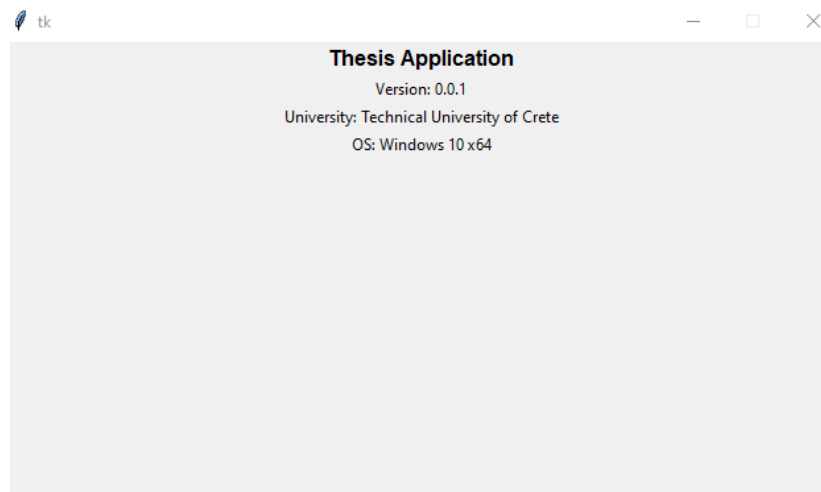 tk
Thesis Application
Version: 0.0.1
University: Technical University of Crete
OS: Windows 10 x64